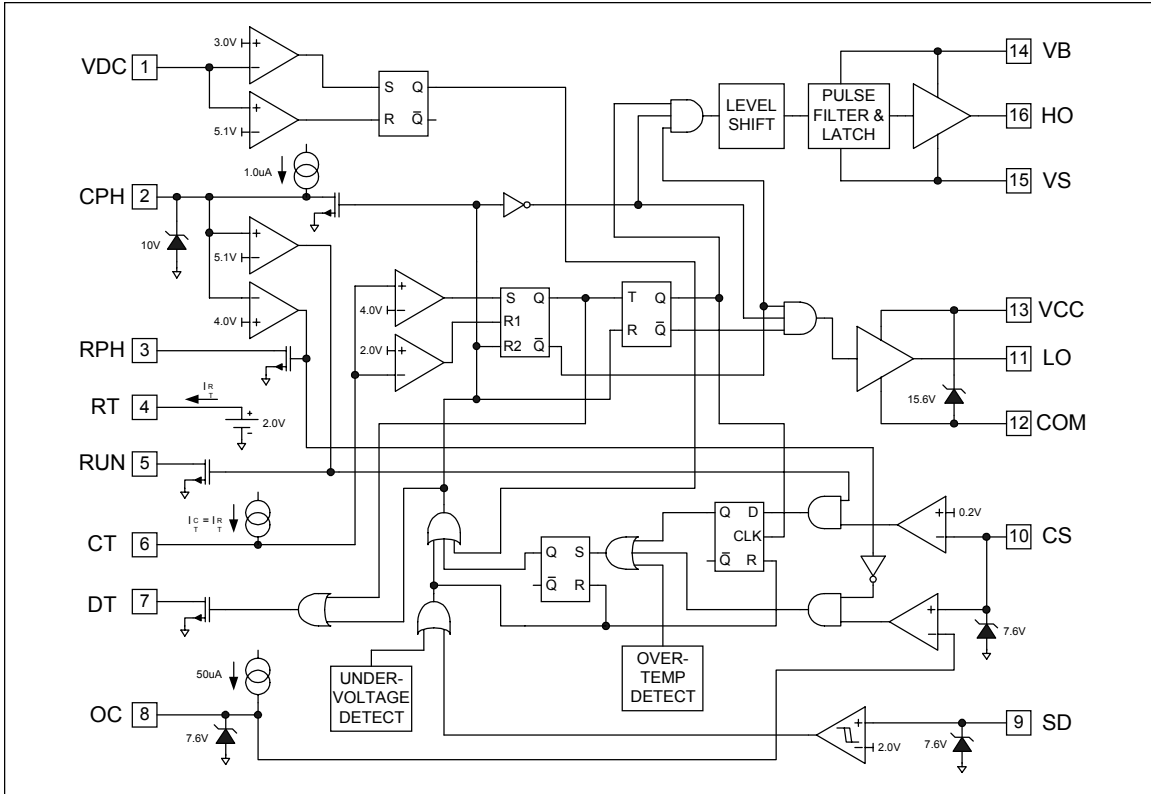 VDC 1
3.0V
5.1V
S Q
R Q
CPH 2
1.0uA
10V
5.1V
4.0V
RPH 3
RT 4
I R T
2.0V
RUN 5
CT 6
I C T = I R T
DT 7
OC 8
50uA
7.6V
4.0V
2.0V
S Q
R1
R2 Q
T Q
R Q
LEVEL
SHIFT
PULSE
FILTER &
LATCH
14 VB
16 HO
15 VS
13 VCC
11 LO
15.6V
12 COM
Q D
CLK
Q R
Q S
Q R
0.2V
10 CS
7.6V
UNDER-
VOLTAGE
DETECT
OVER-
TEMP
DETECT
2.0V
7.6V
9 SD